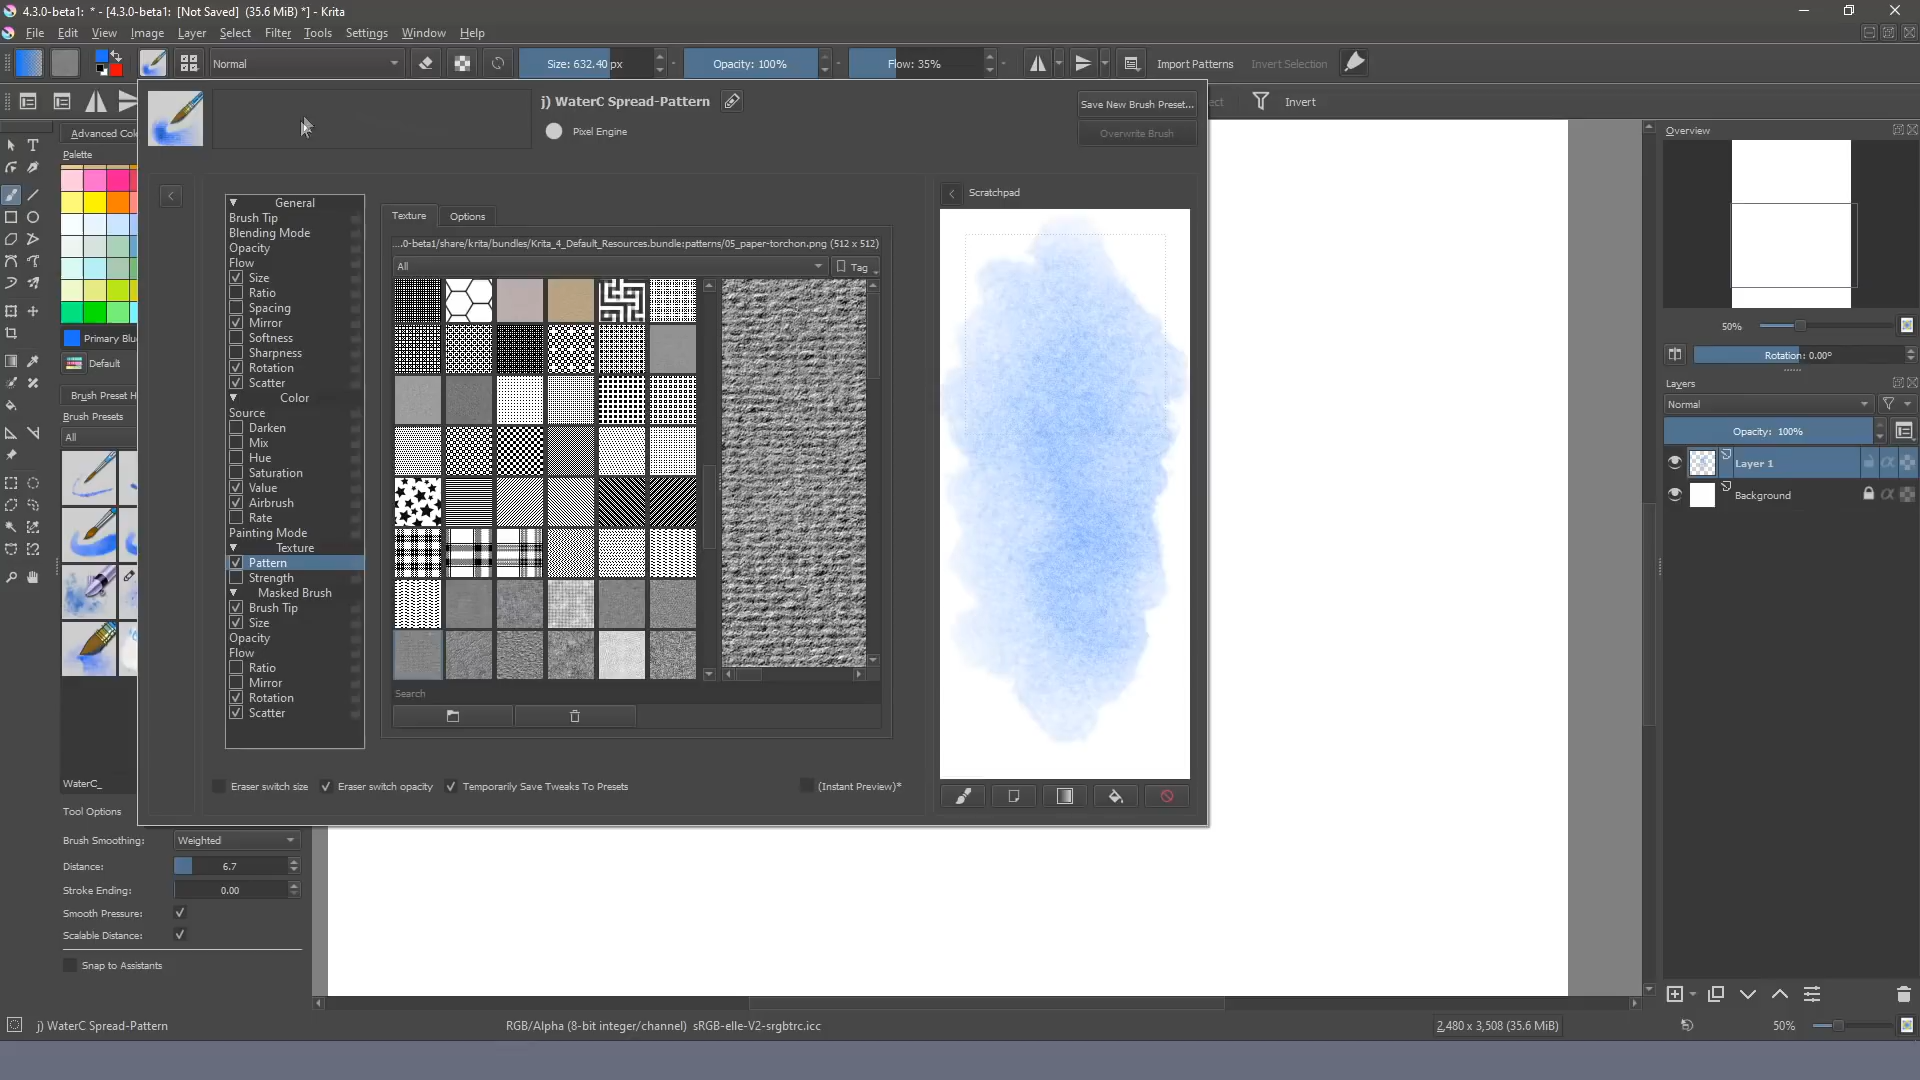 4.3.0-beta1:  * - [4.3.0-beta1:  [Not Saved]  (35.6 MiB) *] - Krita
File Edit View Image Layer Select Filter Tools Settings Window Help
Normal Size: 632.40 px Opacity: 100% Flow: 35% Import Patterns Invert Selection
j) WaterC Spread-Pattern
Save New Brush Preset...
Pixel Engine
Overwrite Brush
Invert
Advanced Colo
Palette
Primary Blu
Default
Brush Preset H
Brush Presets
All
WaterC_
General
Brush Tip
Blending Mode
Opacity
Flow
Size
Ratio
Spacing
Mirror
Softness
Sharpness
Rotation
Scatter
Color
Source
Darken
Mix
Hue
Saturation
Value
Airbrush
Rate
Painting Mode
Texture
Pattern
Strength
Masked Brush
Brush Tip
Size
Opacity
Flow
Ratio
Mirror
Rotation
Scatter
Texture Options
....0-beta1/share/krita/bundles/Krita_4_Default_Resources.bundle:patterns/05_paper-torchon.png (512 x 512)
All Tag
Search
Eraser switch size Eraser switch opacity Temporarily Save Tweaks To Presets (Instant Preview)*
Scratchpad
Tool Options
Brush Smoothing: Weighted
Distance: 6.7
Stroke Ending: 0.00
Smooth Pressure:
Scalable Distance:
Snap to Assistants
Overview
50%
Rotation: 0.00°
Layers
Normal
Opacity: 100%
Layer 1
Background
j) WaterC Spread-Pattern RGB/Alpha (8-bit integer/channel)  sRGB-elle-V2-srgbtrc.icc 2,480 x 3,508 (35.6 MiB) 50%